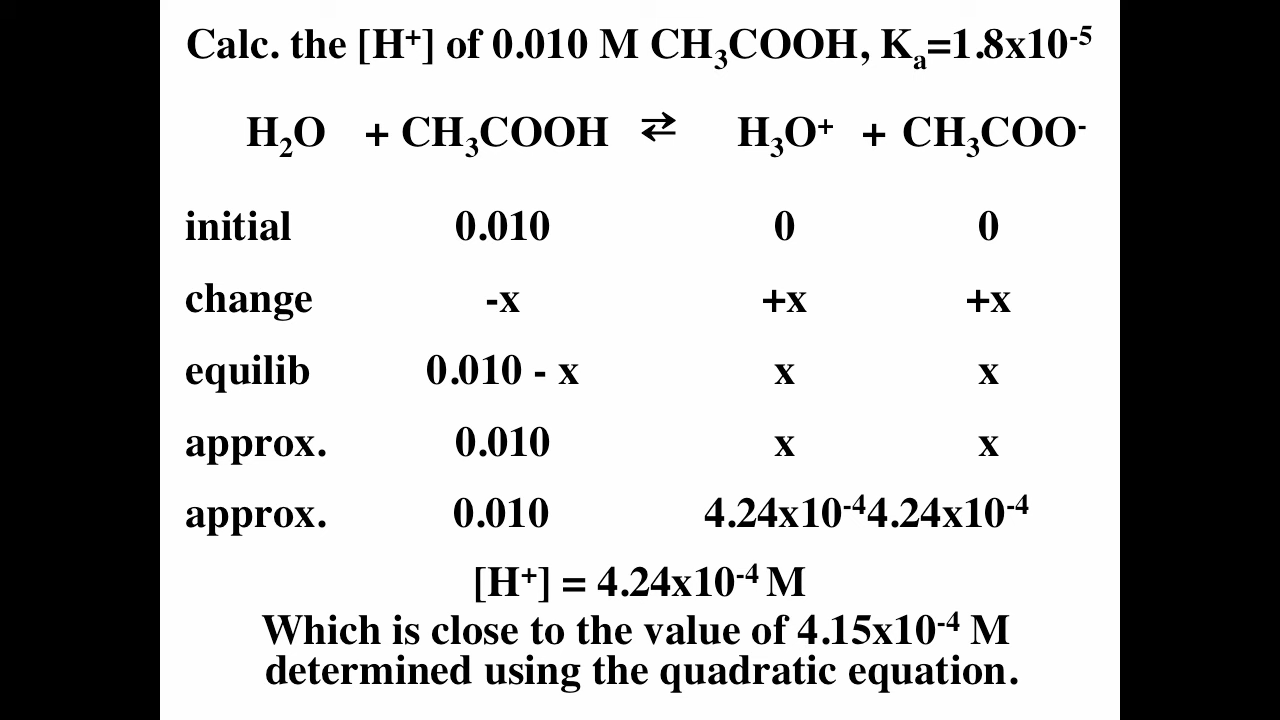 Calc. the [H⁺] of 0.010 M CH₃COOH, Kₐ=1.8x10⁻⁵
H₂O + CH₃COOH ⇄ H₃O⁺ + CH₃COO⁻
initial 0.010 0 0
change -x +x +x
equilib 0.010 - x x x
approx. 0.010 x x
approx. 0.010 4.24x10⁻⁴4.24x10⁻⁴
[H⁺] = 4.24x10⁻⁴ M
Which is close to the value of 4.15x10⁻⁴ M
determined using the quadratic equation.